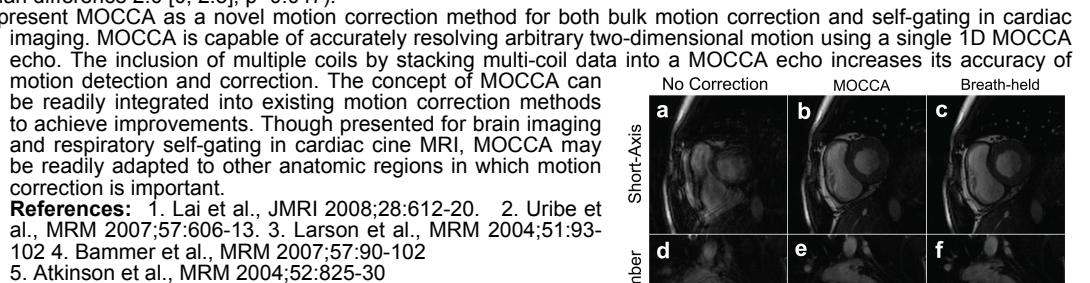 present MOCCA as a novel motion correction method for both bulk motion correction and self-gating in cardiac
imaging. MOCCA is capable of accurately resolving arbitrary two-dimensional motion using a single 1D MOCCA
echo. The inclusion of multiple coils by stacking multi-coil data into a MOCCA echo increases its accuracy of
motion detection and correction. The concept of MOCCA can
be readily integrated into existing motion correction methods
to achieve improvements. Though presented for brain imaging
and respiratory self-gating in cardiac cine MRI, MOCCA may
be readily adapted to other anatomic regions in which motion
correction is important.
References: 1. Lai et al., JMRI 2008;28:612-20. 2. Uribe et
al., MRM 2007;57:606-13. 3. Larson et al., MRM 2004;51:93-
102 4. Bammer et al., MRM 2007;57:90-102
5. Atkinson et al., MRM 2004;52:825-30
No Correction MOCCA Breath-held
Short-Axis
a b c
d e f